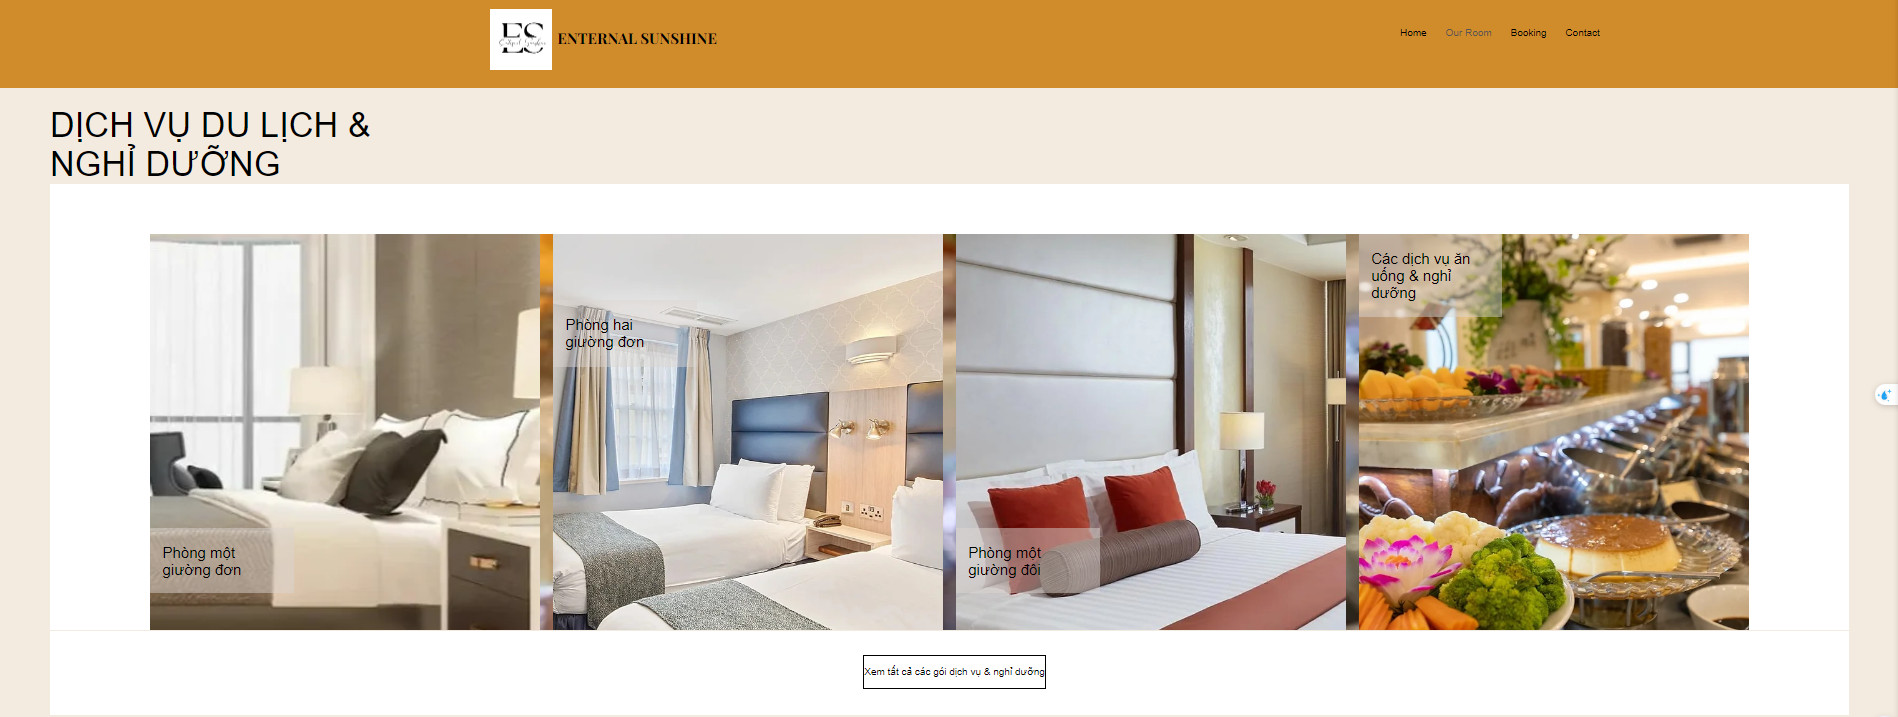 ES
ENTERNAL SUNSHINE
Home
Our Room
Booking
Contact
DỊCH VỤ DU LỊCH &
NGHỈ DƯỠNG
Phòng một
giường đơn
Phòng hai
giường đơn
Phòng một
giường đôi
Các dịch vụ ăn
uống & nghỉ
dưỡng
Xem tất cả các gói dịch vụ & nghỉ dưỡng